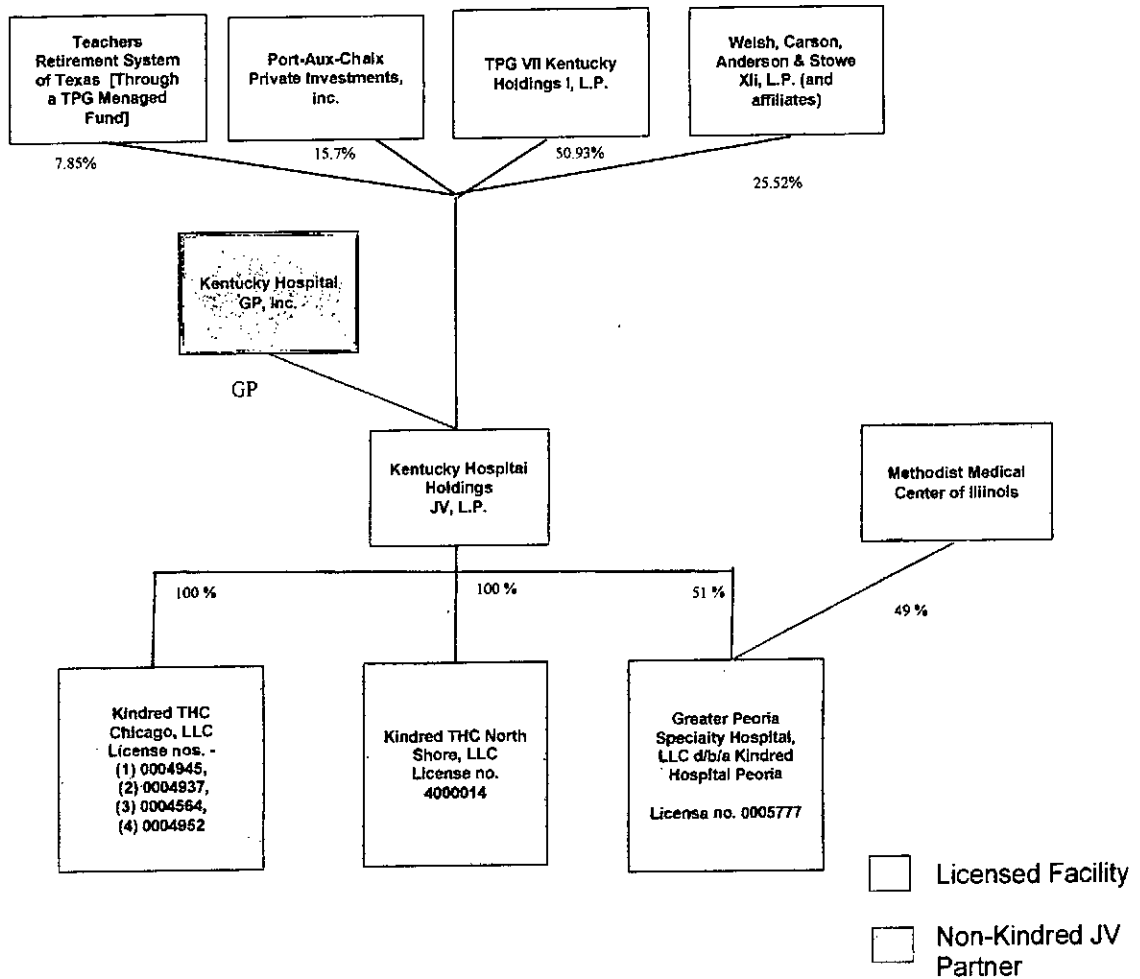 Teachers
Retirement System
of Texas [Through
a TPG Menaged
Fund]
Port-Aux-Chaix
Private Investments,
inc.
TPG VII Kentucky
Holdings I, L.P.
Welsh, Carson,
Anderson & Stowe
XIi, L.P. (and
affiliates)
7.85%
15.7%
50.93%
25.52%
Kentucky Hospital
GP, Inc.
GP
Kentucky Hospital
Holdings
JV, L.P.
Methodist Medical
Center of Illinois
100 %
100 %
51 %
49 %
Kindred THC
Chicago, LLC
License nos. -
(1) 0004945,
(2) 0004937,
(3) 0004564,
(4) 0004952
Kindred THC North
Shore, LLC
License no.
4000014
Greater Peoria
Specialty Hospital,
LLC d/b/a Kindred
Hospital Peoria
License no. 0005777
Licensed Facility
Non-Kindred JV
Partner